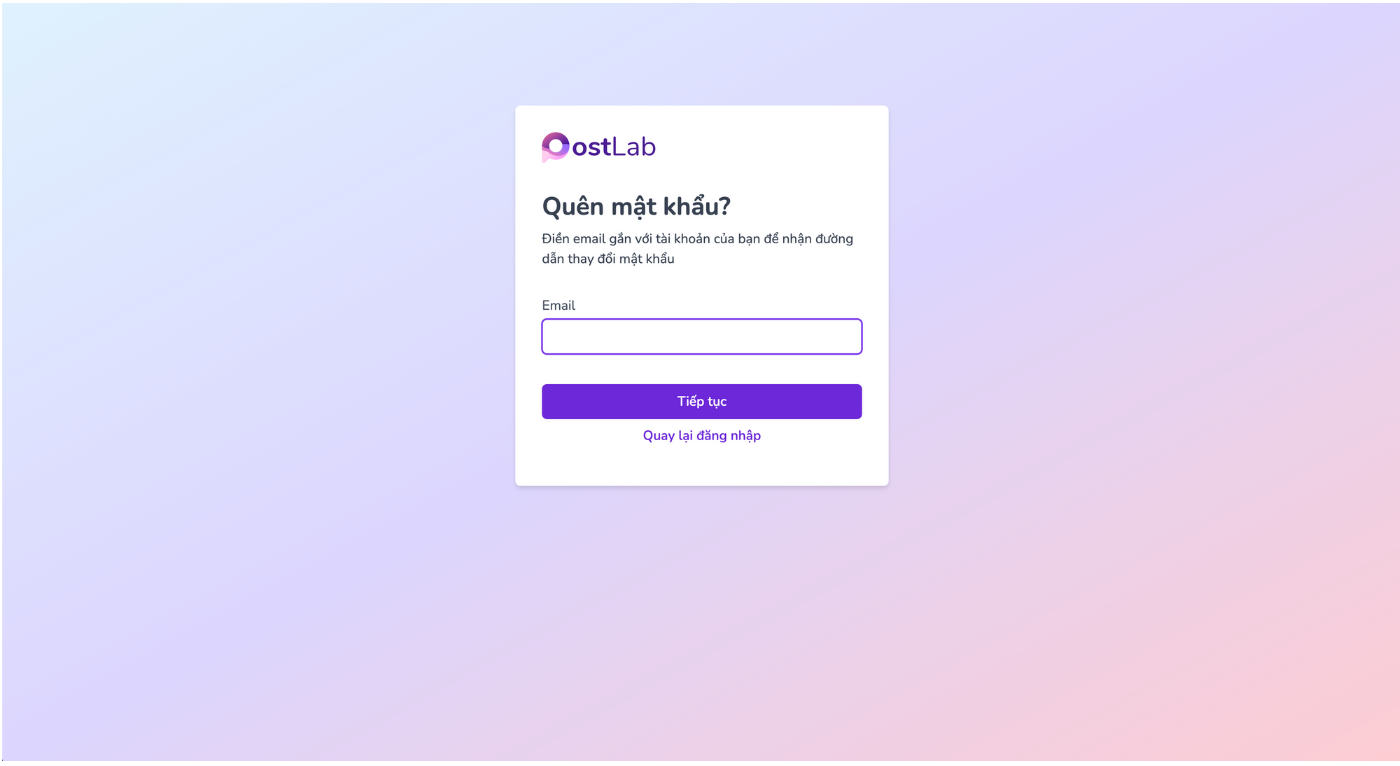 PostLab
Quên mật khẩu?
Điền email gắn với tài khoản của bạn để nhận đường
dẫn thay đổi mật khẩu
Email
Tiếp tục
Quay lại đăng nhập